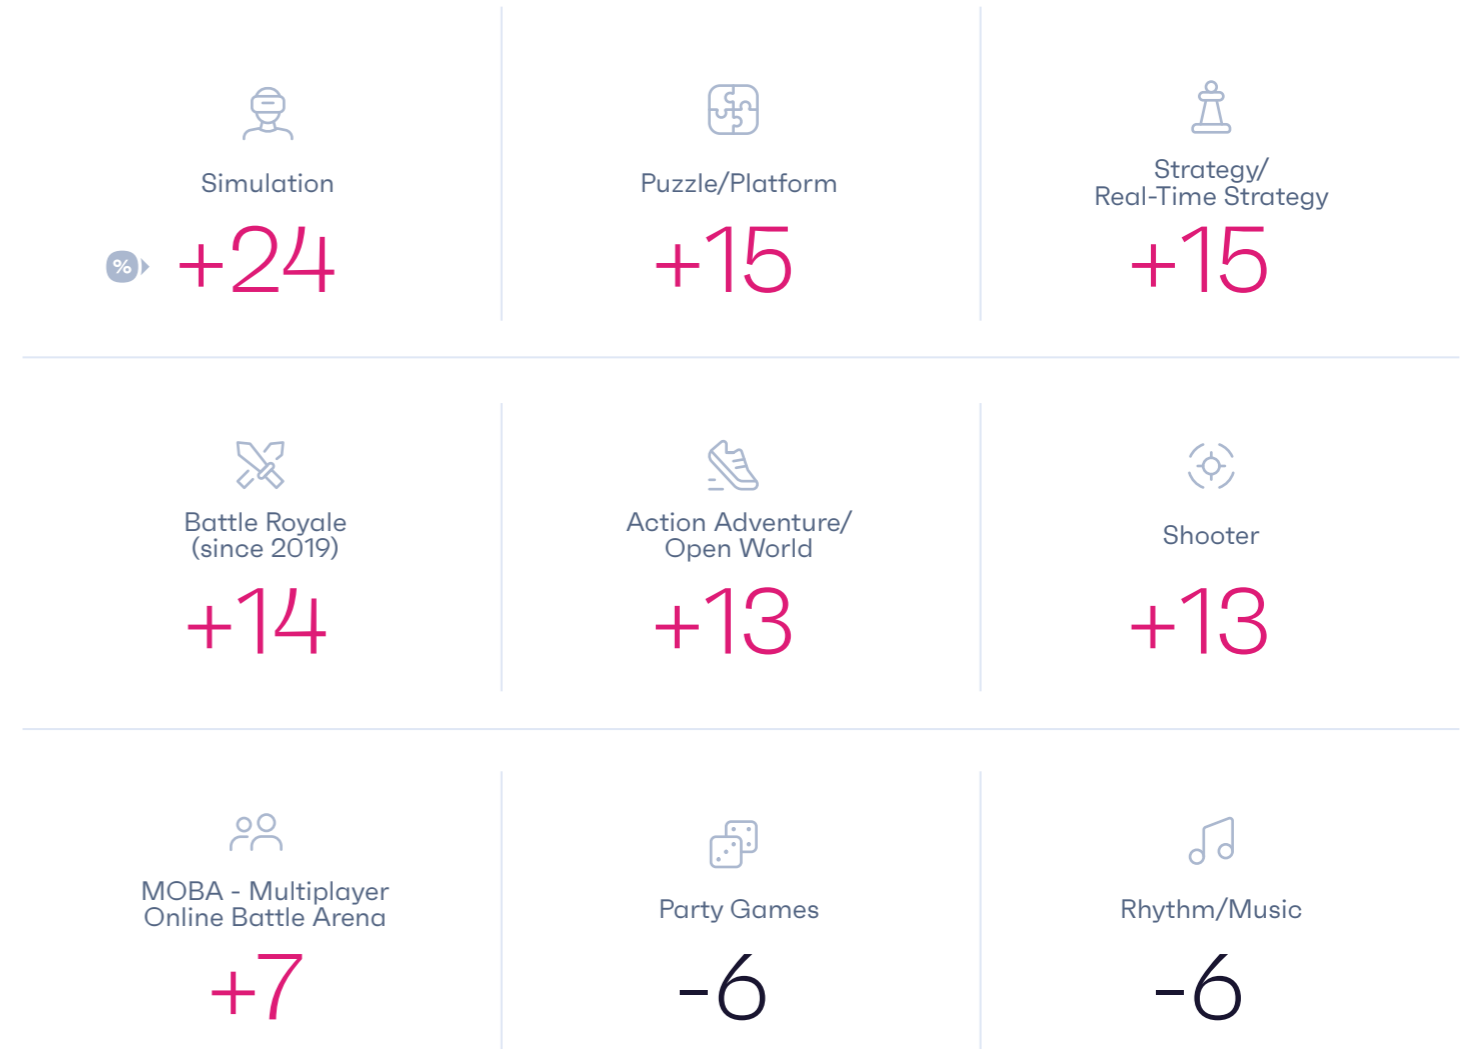 Simulation
% +24
Puzzle/Platform
+15
Strategy/
Real-Time Strategy
+15
Battle Royale
(since 2019)
+14
Action Adventure/
Open World
+13
Shooter
+13
MOBA - Multiplayer
Online Battle Arena
+7
Party Games
-6
Rhythm/Music
-6